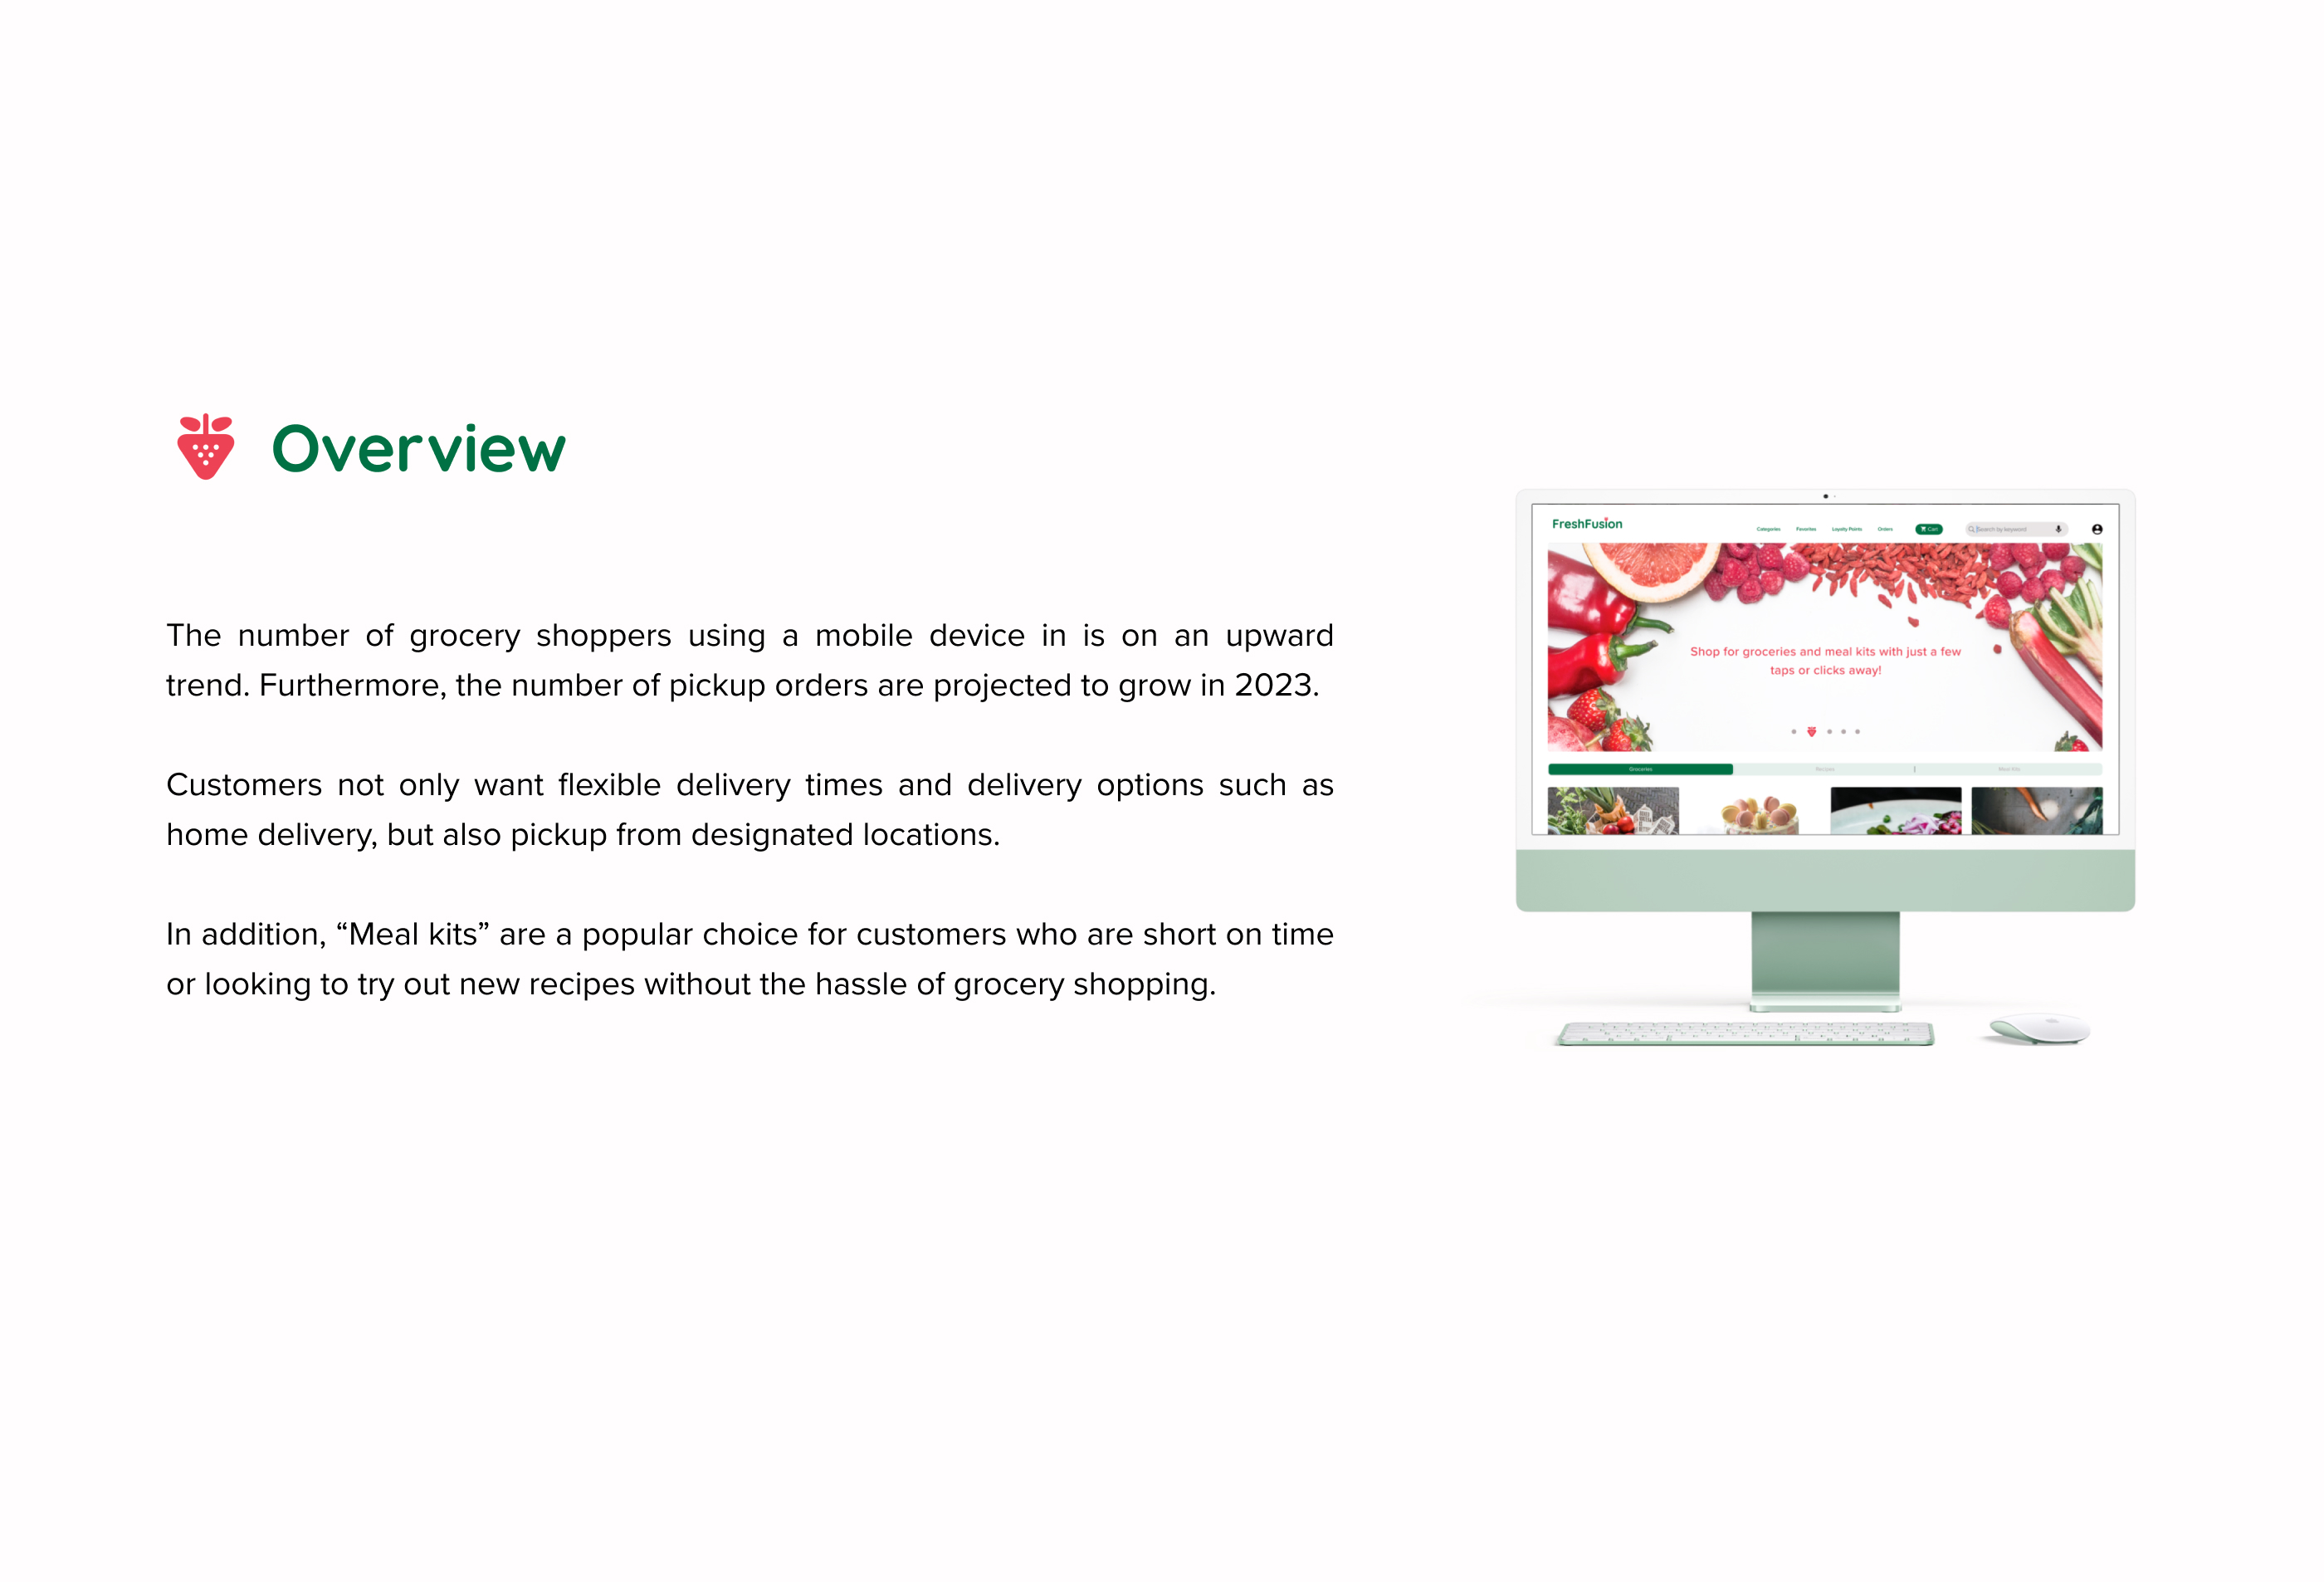 Overview
The number of grocery shoppers using a mobile device in is on an upward
trend. Furthermore, the number of pickup orders are projected to grow in 2023.
Customers not only want flexible delivery times and delivery options such as
home delivery, but also pickup from designated locations.
In addition, “Meal kits” are a popular choice for customers who are short on time
or looking to try out new recipes without the hassle of grocery shopping.
FreshFusion
Categories Favorites Loyalty Points Orders Cart Search by keyword
Shop for groceries and meal kits with just a few
taps or clicks away!
Groceries Recipes Meal Kits